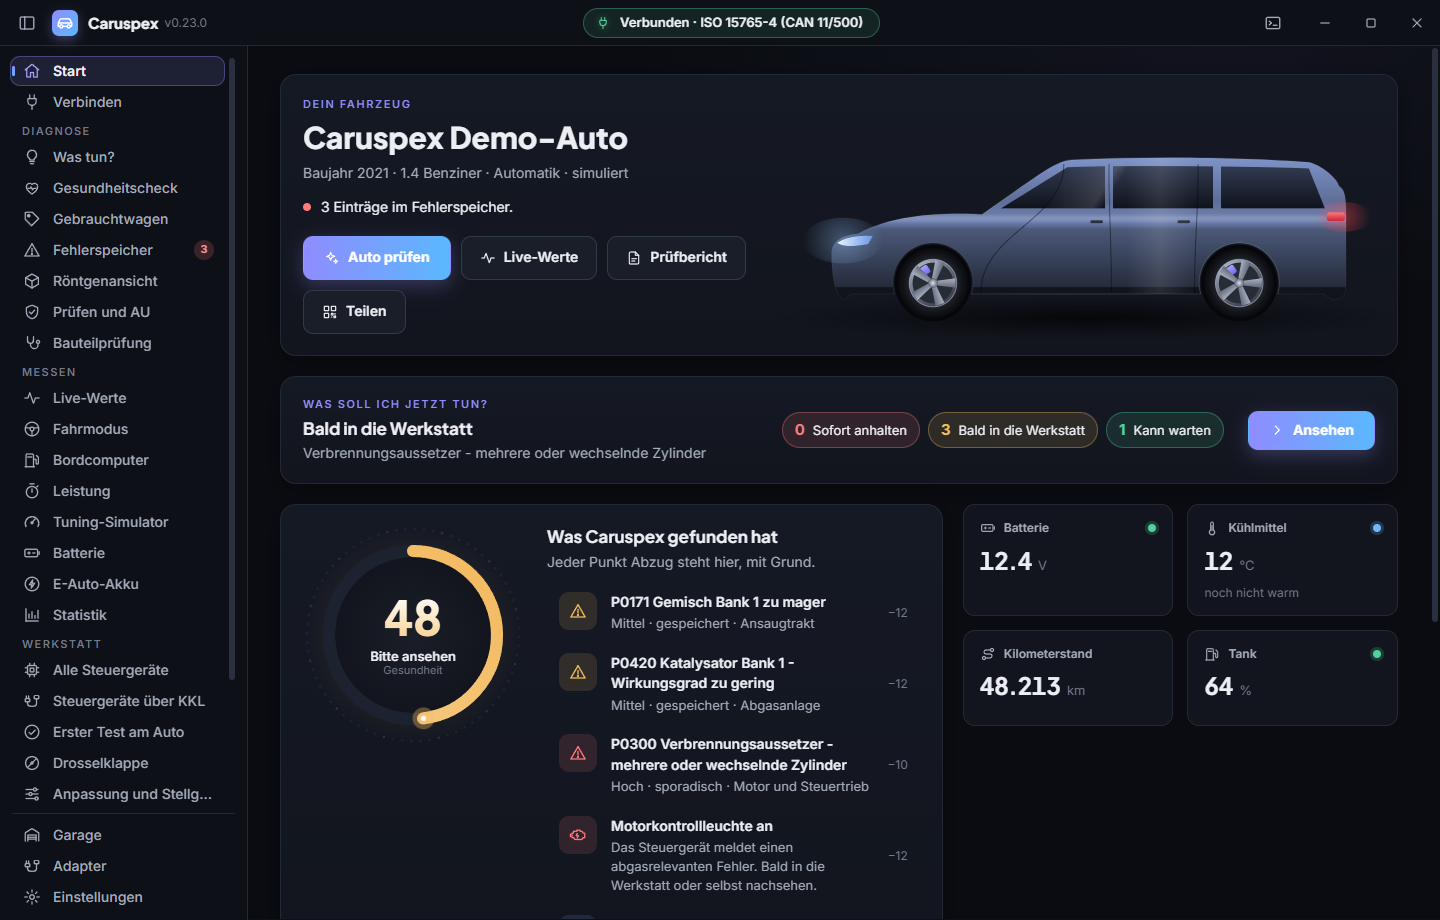 Caruspex v0.23.0
Verbunden · ISO 15765-4 (CAN 11/500)
Start
Verbinden
DIAGNOSE
Was tun?
Gesundheitscheck
Gebrauchtwagen
Fehlerspeicher 3
Röntgenansicht
Prüfen und AU
Bauteilprüfung
MESSEN
Live-Werte
Fahrmodus
Bordcomputer
Leistung
Tuning-Simulator
Batterie
E-Auto-Akku
Statistik
WERKSTATT
Alle Steuergeräte
Steuergeräte über KKL
Erster Test am Auto
Drosselklappe
Anpassung und Stellg...
Garage
Adapter
Einstellungen
DEIN FAHRZEUG
Caruspex Demo-Auto
Baujahr 2021 · 1.4 Benziner · Automatik · simuliert
3 Einträge im Fehlerspeicher.
Auto prüfen
Live-Werte
Prüfbericht
Teilen
WAS SOLL ICH JETZT TUN?
Bald in die Werkstatt
Verbrennungsaussetzer - mehrere oder wechselnde Zylinder
0 Sofort anhalten
3 Bald in die Werkstatt
1 Kann warten
Ansehen
48
Bitte ansehen
Gesundheit
Was Caruspex gefunden hat
Jeder Punkt Abzug steht hier, mit Grund.
P0171 Gemisch Bank 1 zu mager
Mittel · gespeichert · Ansaugtrakt
−12
P0420 Katalysator Bank 1 -
Wirkungsgrad zu gering
Mittel · gespeichert · Abgasanlage
−12
P0300 Verbrennungsaussetzer -
mehrere oder wechselnde Zylinder
Hoch · sporadisch · Motor und Steuertrieb
−10
Motorkontrollleuchte an
Das Steuergerät meldet einen
abgasrelevanten Fehler. Bald in die
Werkstatt oder selbst nachsehen.
−12
Batterie
12.4 V
Kühlmittel
12 °C
noch nicht warm
Kilometerstand
48.213 km
Tank
64 %